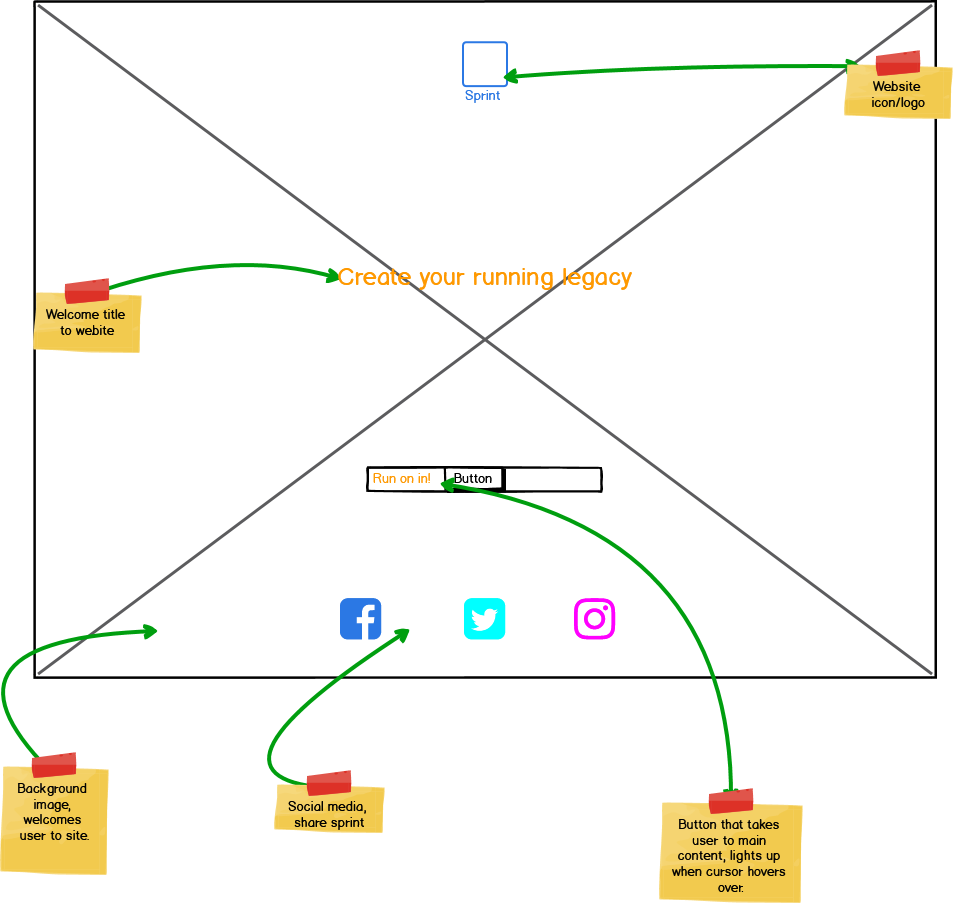 Sprint
Website
icon/logo
Create your running legacy
Welcome title
to webite
Run on in! Button
Background
image,
welcomes
user to site.
Social media,
share sprint
Button that takes
user to main
content, lights up
when cursor hovers
over.